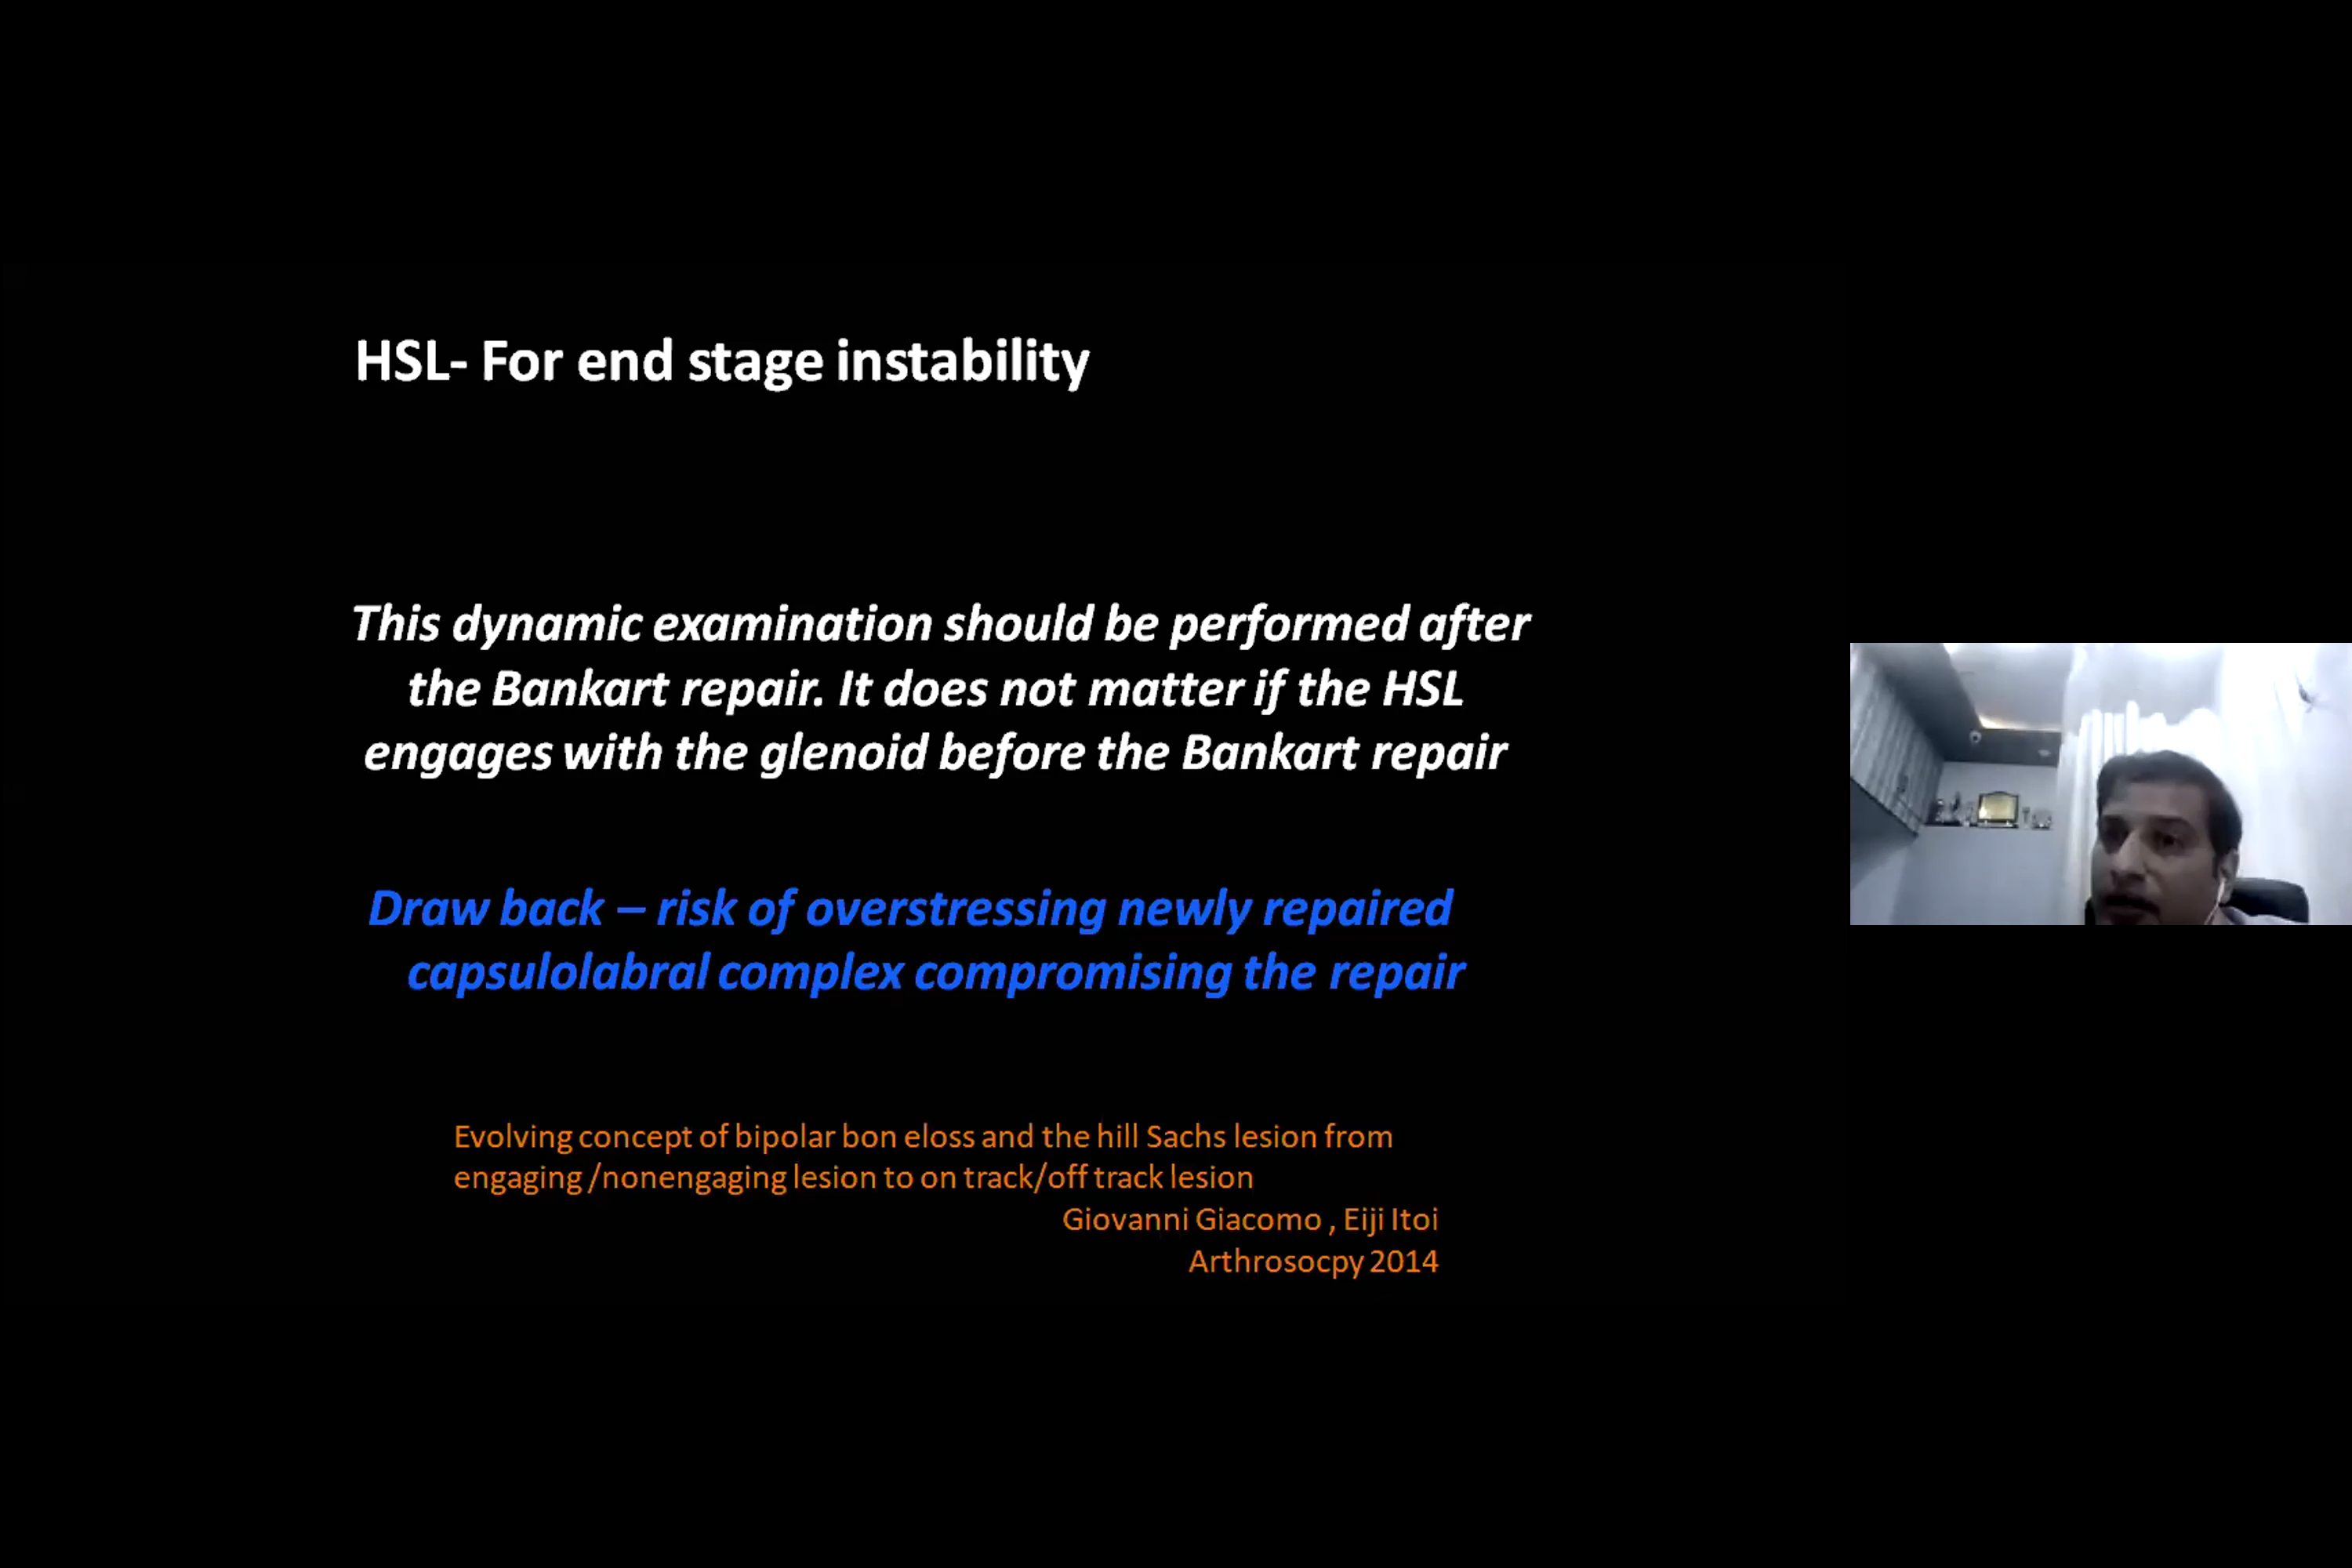 HSL- For end stage instability
This dynamic examination should be performed after
the Bankart repair. It does not matter if the HSL
engages with the glenoid before the Bankart repair
Draw back – risk of overstressing newly repaired
capsulolabral complex compromising the repair
Evolving concept of bipolar bon eloss and the hill Sachs lesion from
engaging /nonengaging lesion to on track/off track lesion
Giovanni Giacomo , Eiji Itoi
Arthrosocpy 2014